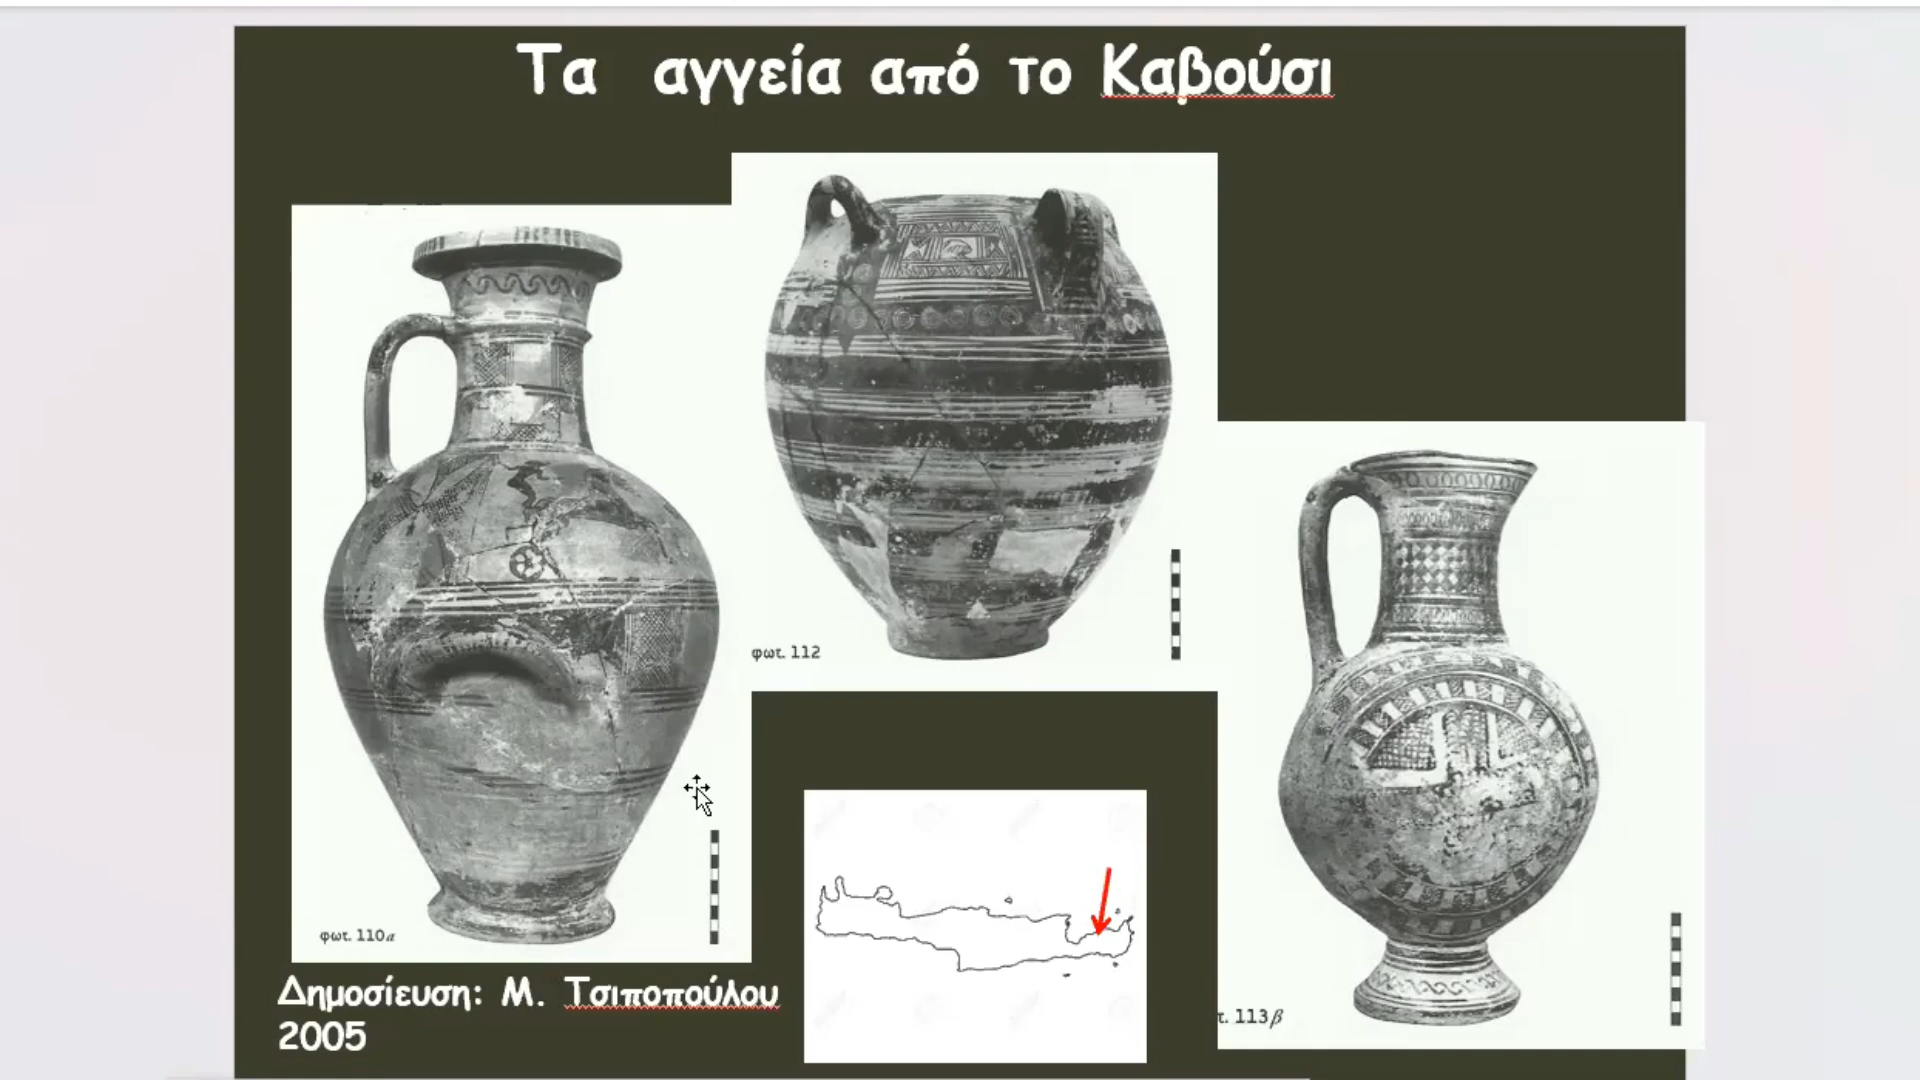 Τα αγγεία από το Καβούσι
φωτ. 112
φωτ. 110α
τ. 113β
Δημοσίευση: Μ. Τσιποπούλου
2005